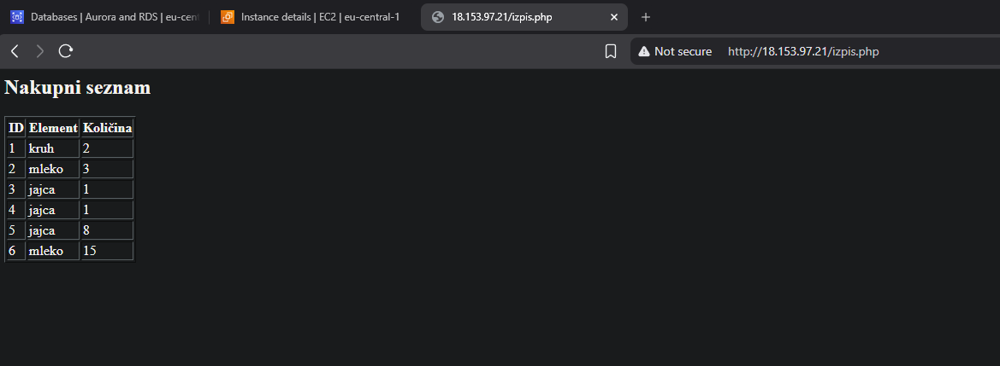 Databases | Aurora and RDS | eu-cen
Instance details | EC2 | eu-central-1
18.153.97.21/izpis.php
Not secure
http://18.153.97.21/izpis.php
Nakupni seznam
ID Element Količina
1 kruh 2
2 mleko 3
3 jajca 1
4 jajca 1
5 jajca 8
6 mleko 15